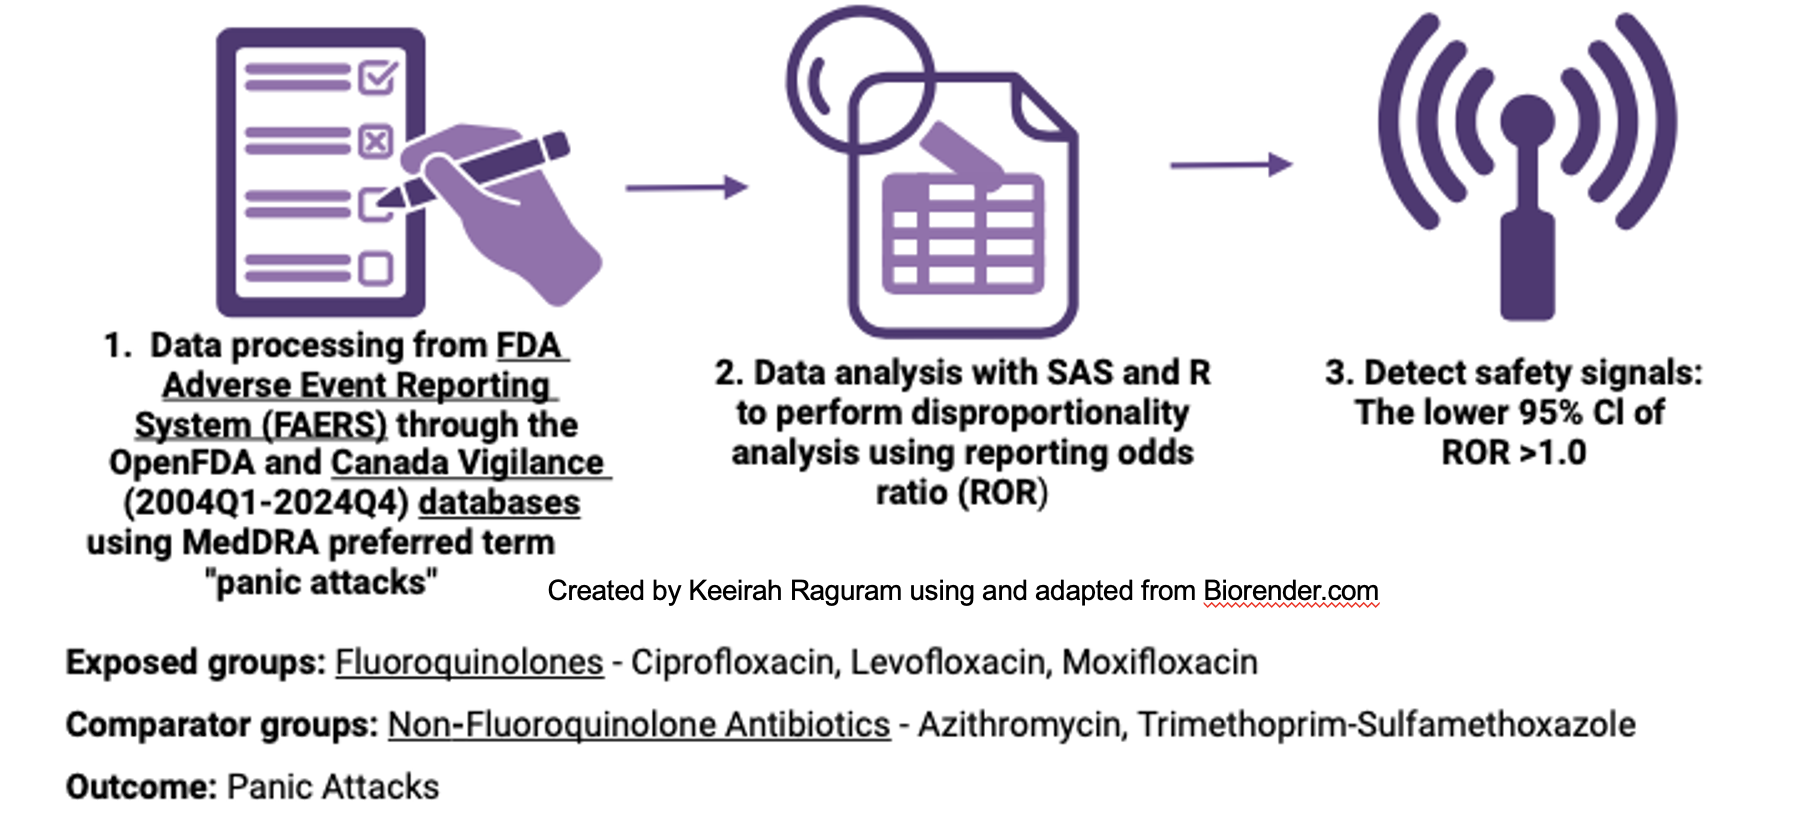 1. Data processing from FDA
Adverse Event Reporting
System (FAERS) through the
OpenFDA and Canada Vigilance
(2004Q1-2024Q4) databases
using MedDRA preferred term
"panic attacks"
2. Data analysis with SAS and R
to perform disproportionality
analysis using reporting odds
ratio (ROR)
3. Detect safety signals:
The lower 95% CI of
ROR >1.0
Created by Keeirah Raguram using and adapted from Biorender.com
Exposed groups: Fluoroquinolones - Ciprofloxacin, Levofloxacin, Moxifloxacin
Comparator groups: Non-Fluoroquinolone Antibiotics - Azithromycin, Trimethoprim-Sulfamethoxazole
Outcome: Panic Attacks